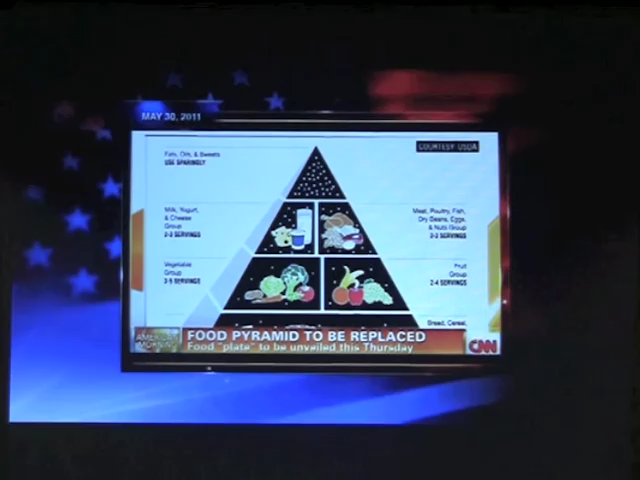 MAY 30, 2011
COURTESY USDA
Fats, Oils, & Sweets
USE SPARINGLY
Milk, Yogurt,
& Cheese
Group
2-3 SERVINGS
Meat, Poultry, Fish,
Dry Beans, Eggs,
& Nuts Group
2-3 SERVINGS
Vegetable
Group
3-5 SERVINGS
Fruit
Group
2-4 SERVINGS
Bread, Cereal,
AMERICAN
MORNING
FOOD PYRAMID TO BE REPLACED
Food "plate" to be unveiled this Thursday
CNN